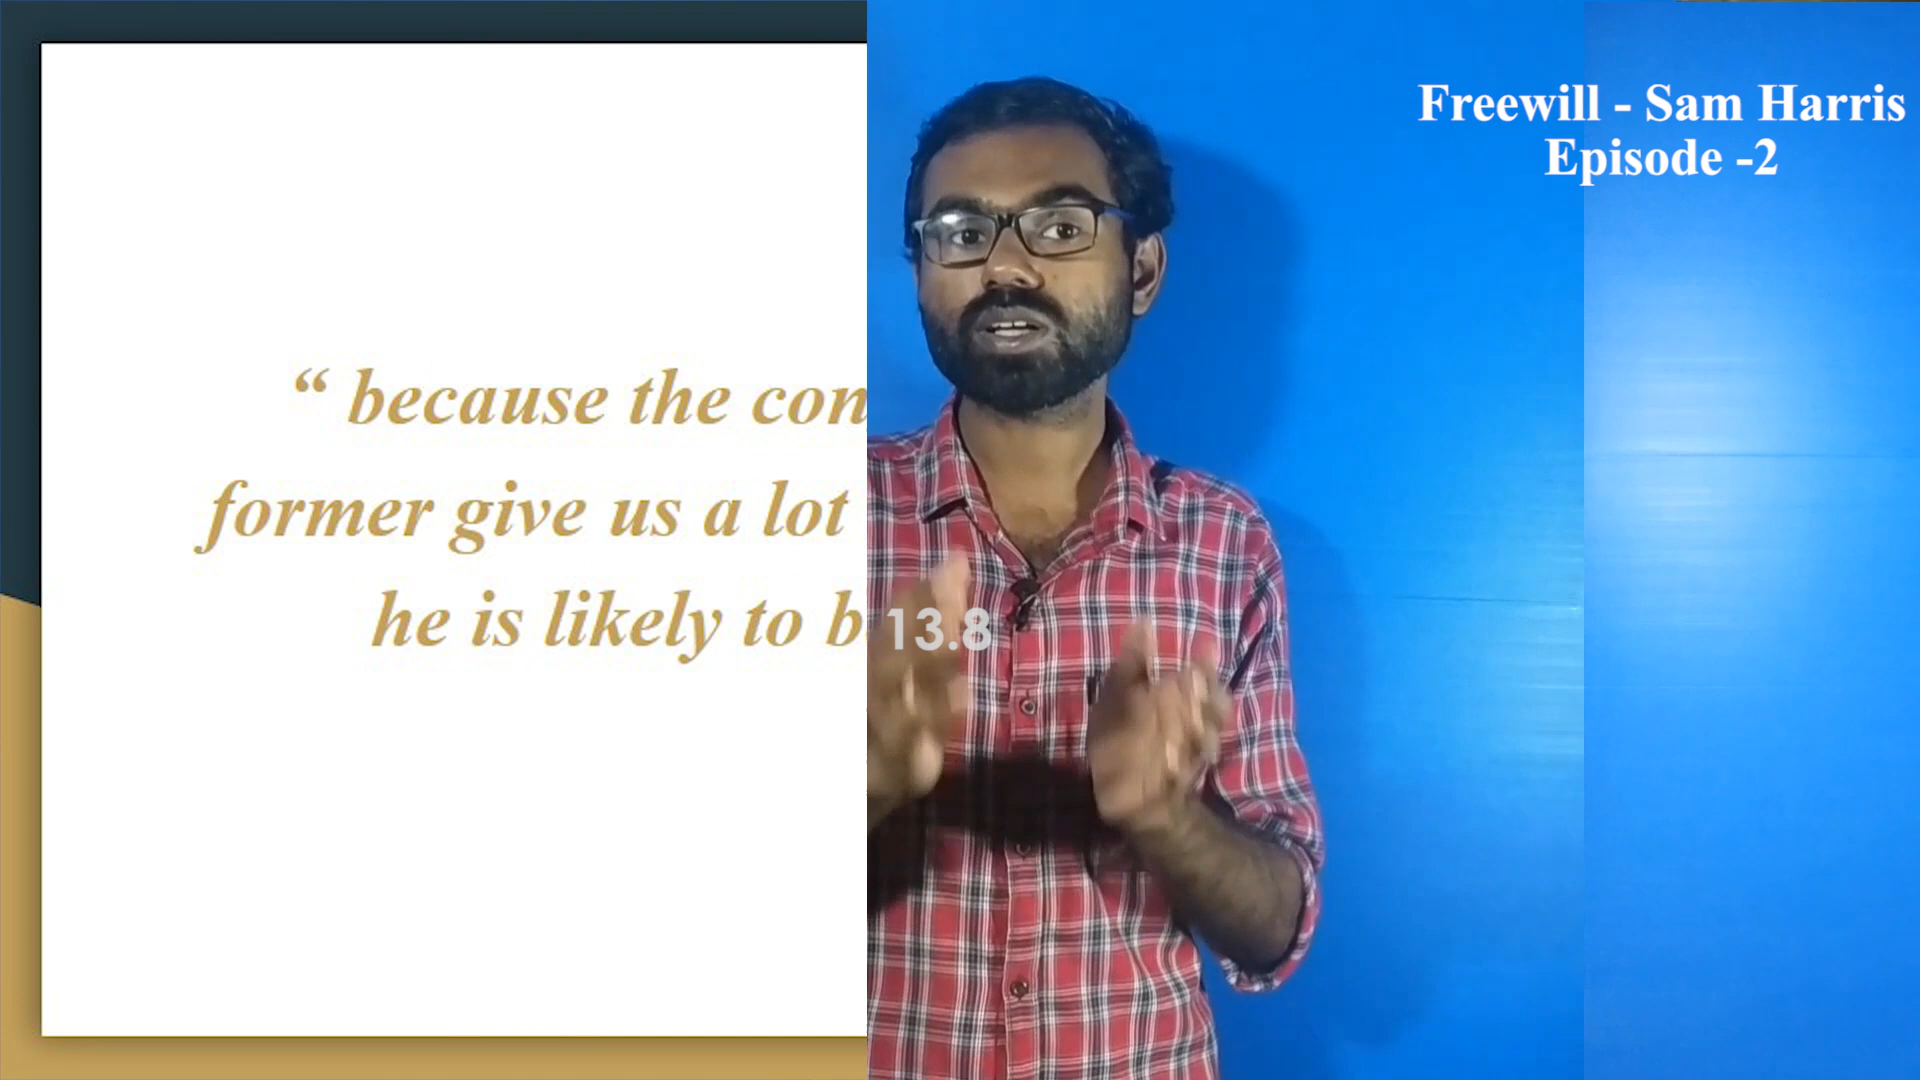 Freewill - Sam Harris
Episode -2
“ because the con
former give us a lot
he is likely to b
13.8